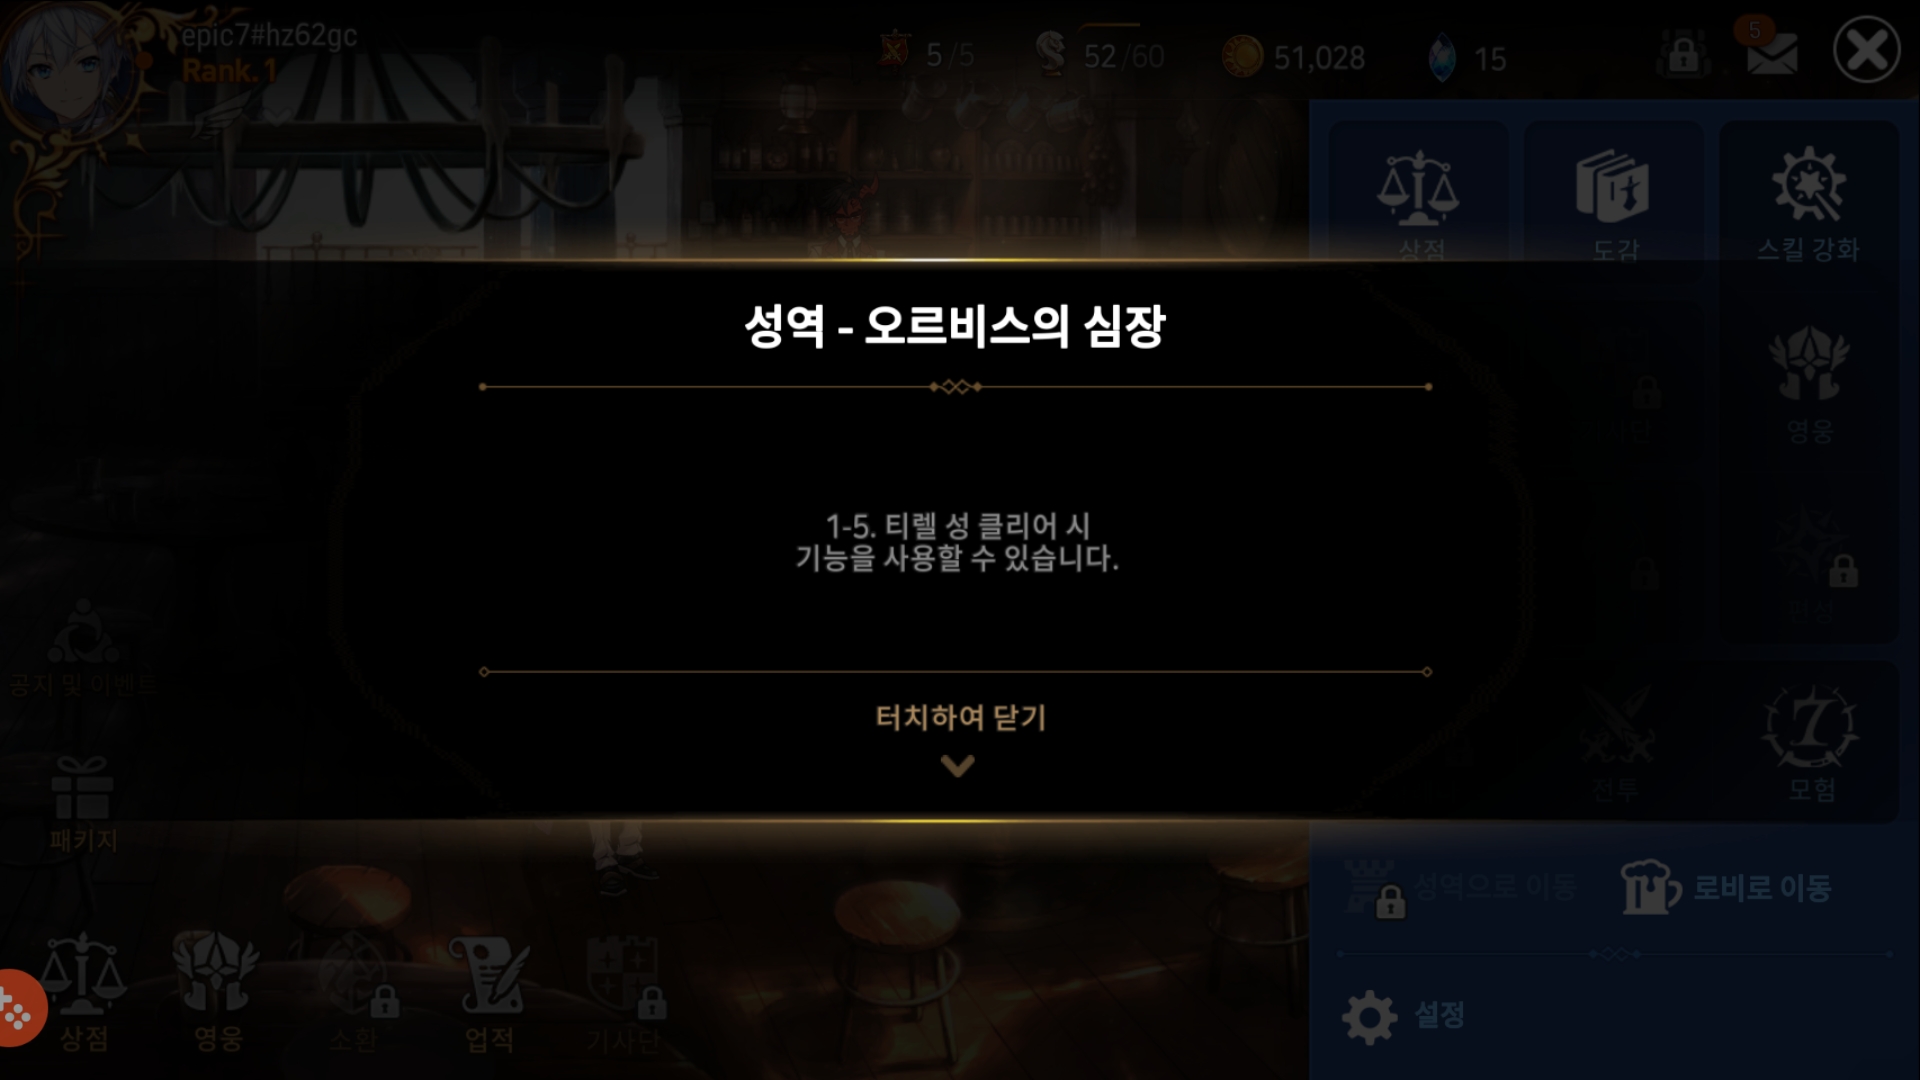 epic7#hz62gc
Rank.1
5/5
52/60
51,028
15
5
상점
도감
스킬 강화
성역 - 오르비스의 심장
영웅
1-5. 티렐 성 클리어 시
기능을 사용할 수 있습니다.
편성
공지 및 이벤트
터치하여 닫기
전투
모험
패키지
성역으로 이동
로비로 이동
설정
상점
영웅
소환
업적
기사단